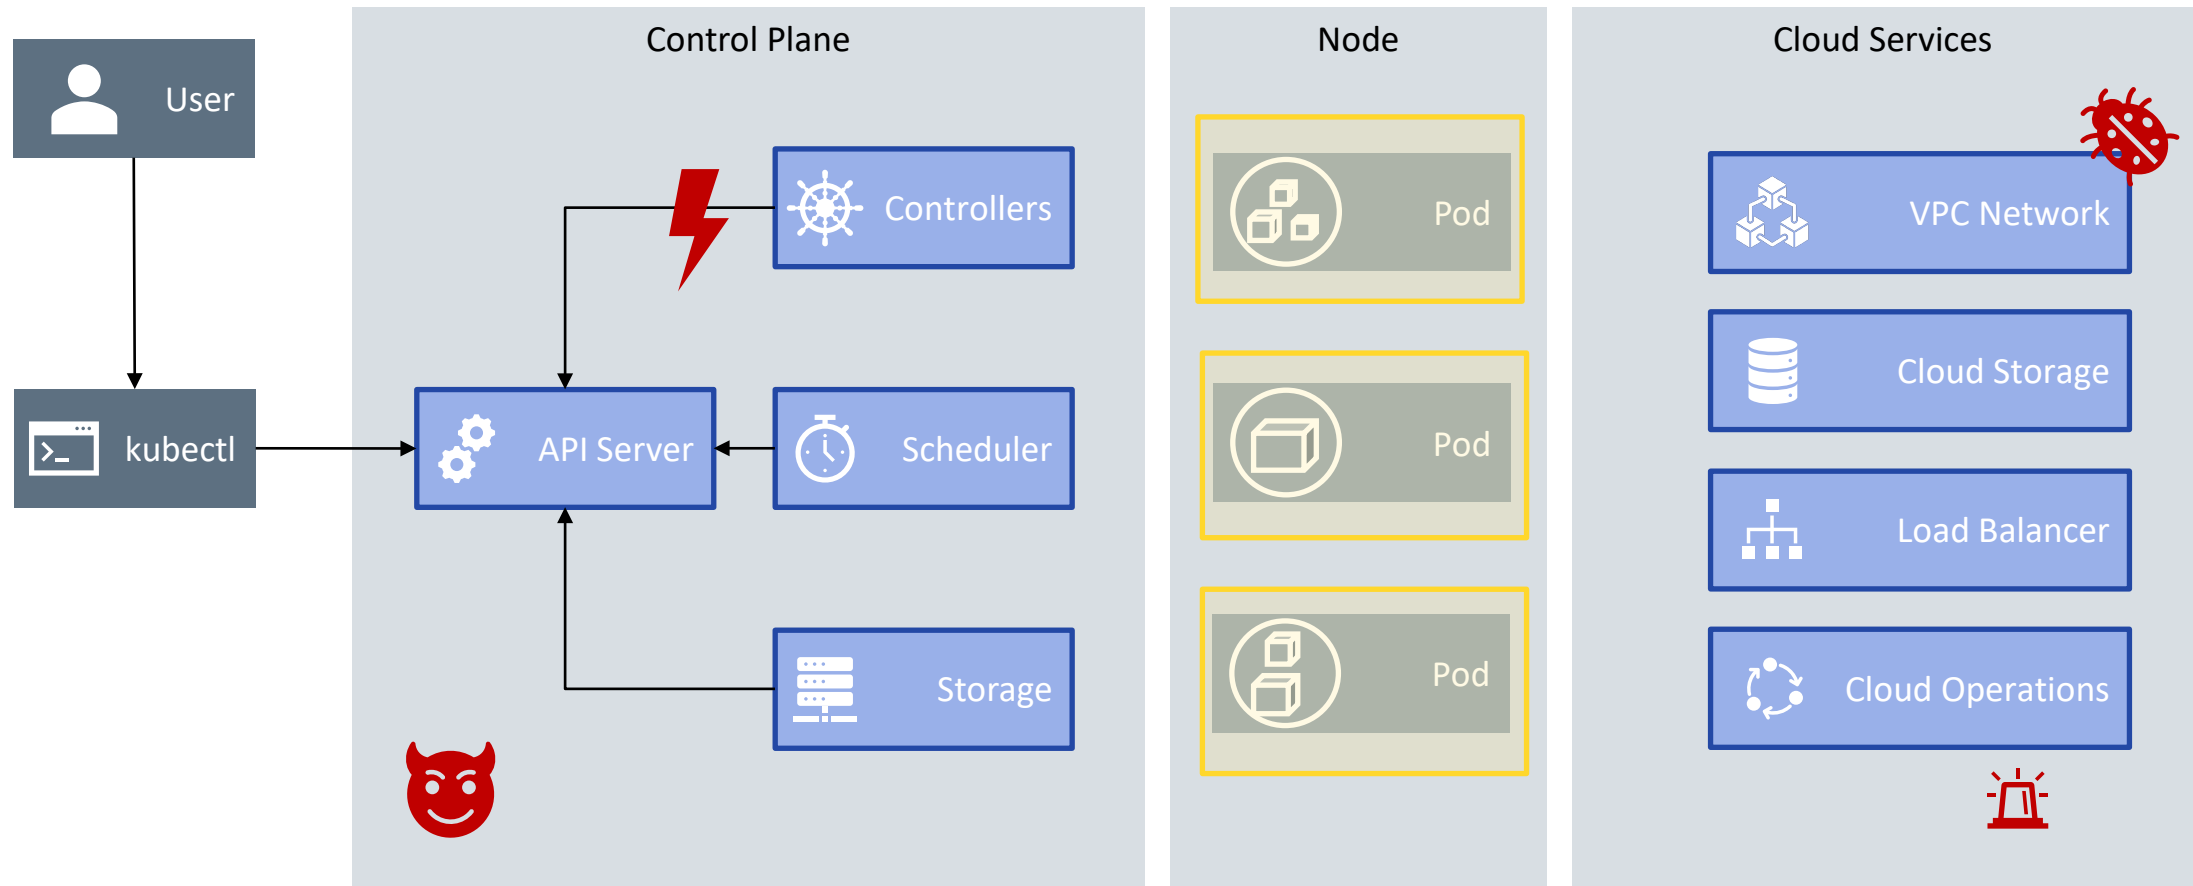 Control Plane
Node
Cloud Services
User
Controllers
Pod
VPC Network
Cloud Storage
kubectl
API Server
Scheduler
Pod
Load Balancer
Storage
Pod
Cloud Operations